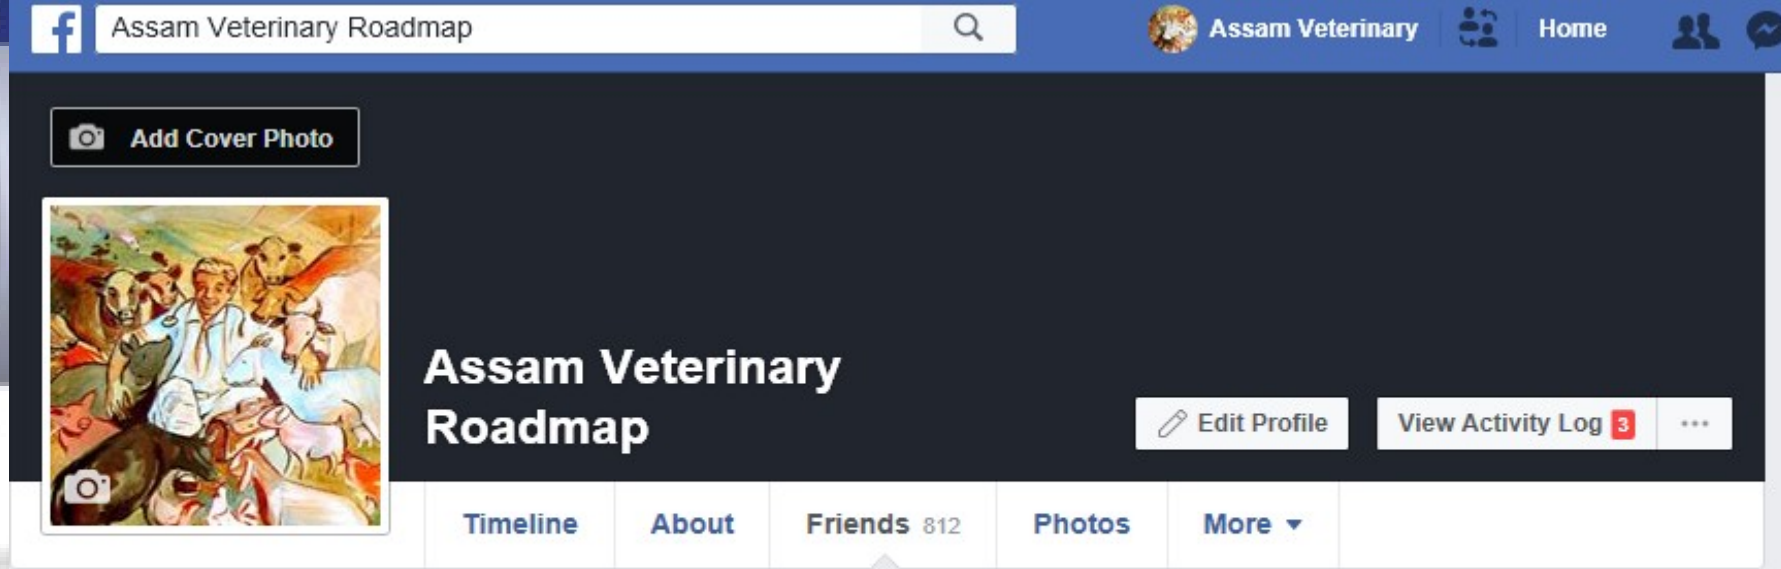 f Assam Veterinary Roadmap Assam Veterinary Home
Add Cover Photo
Assam Veterinary
Roadmap
Edit Profile View Activity Log 3 ...
Timeline About Friends 812 Photos More